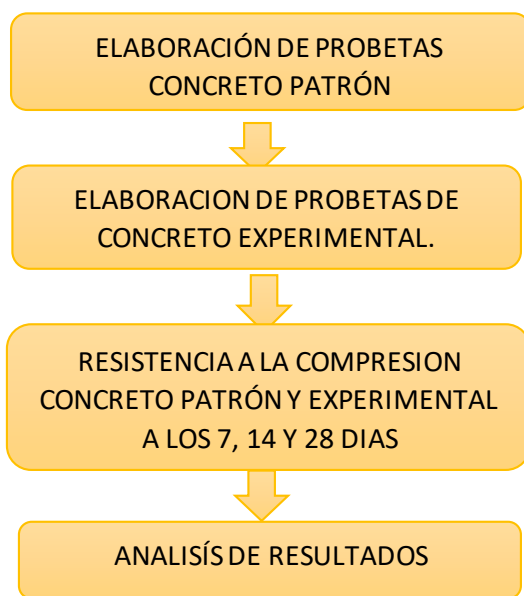 ELABORACIÓN DE PROBETAS
CONCRETO PATRÓN
ELABORACION DE PROBETAS DE
CONCRETO EXPERIMENTAL.
RESISTENCIA A LA COMPRESION
CONCRETO PATRÓN Y EXPERIMENTAL
A LOS 7, 14 Y 28 DIAS
ANALISÍS DE RESULTADOS